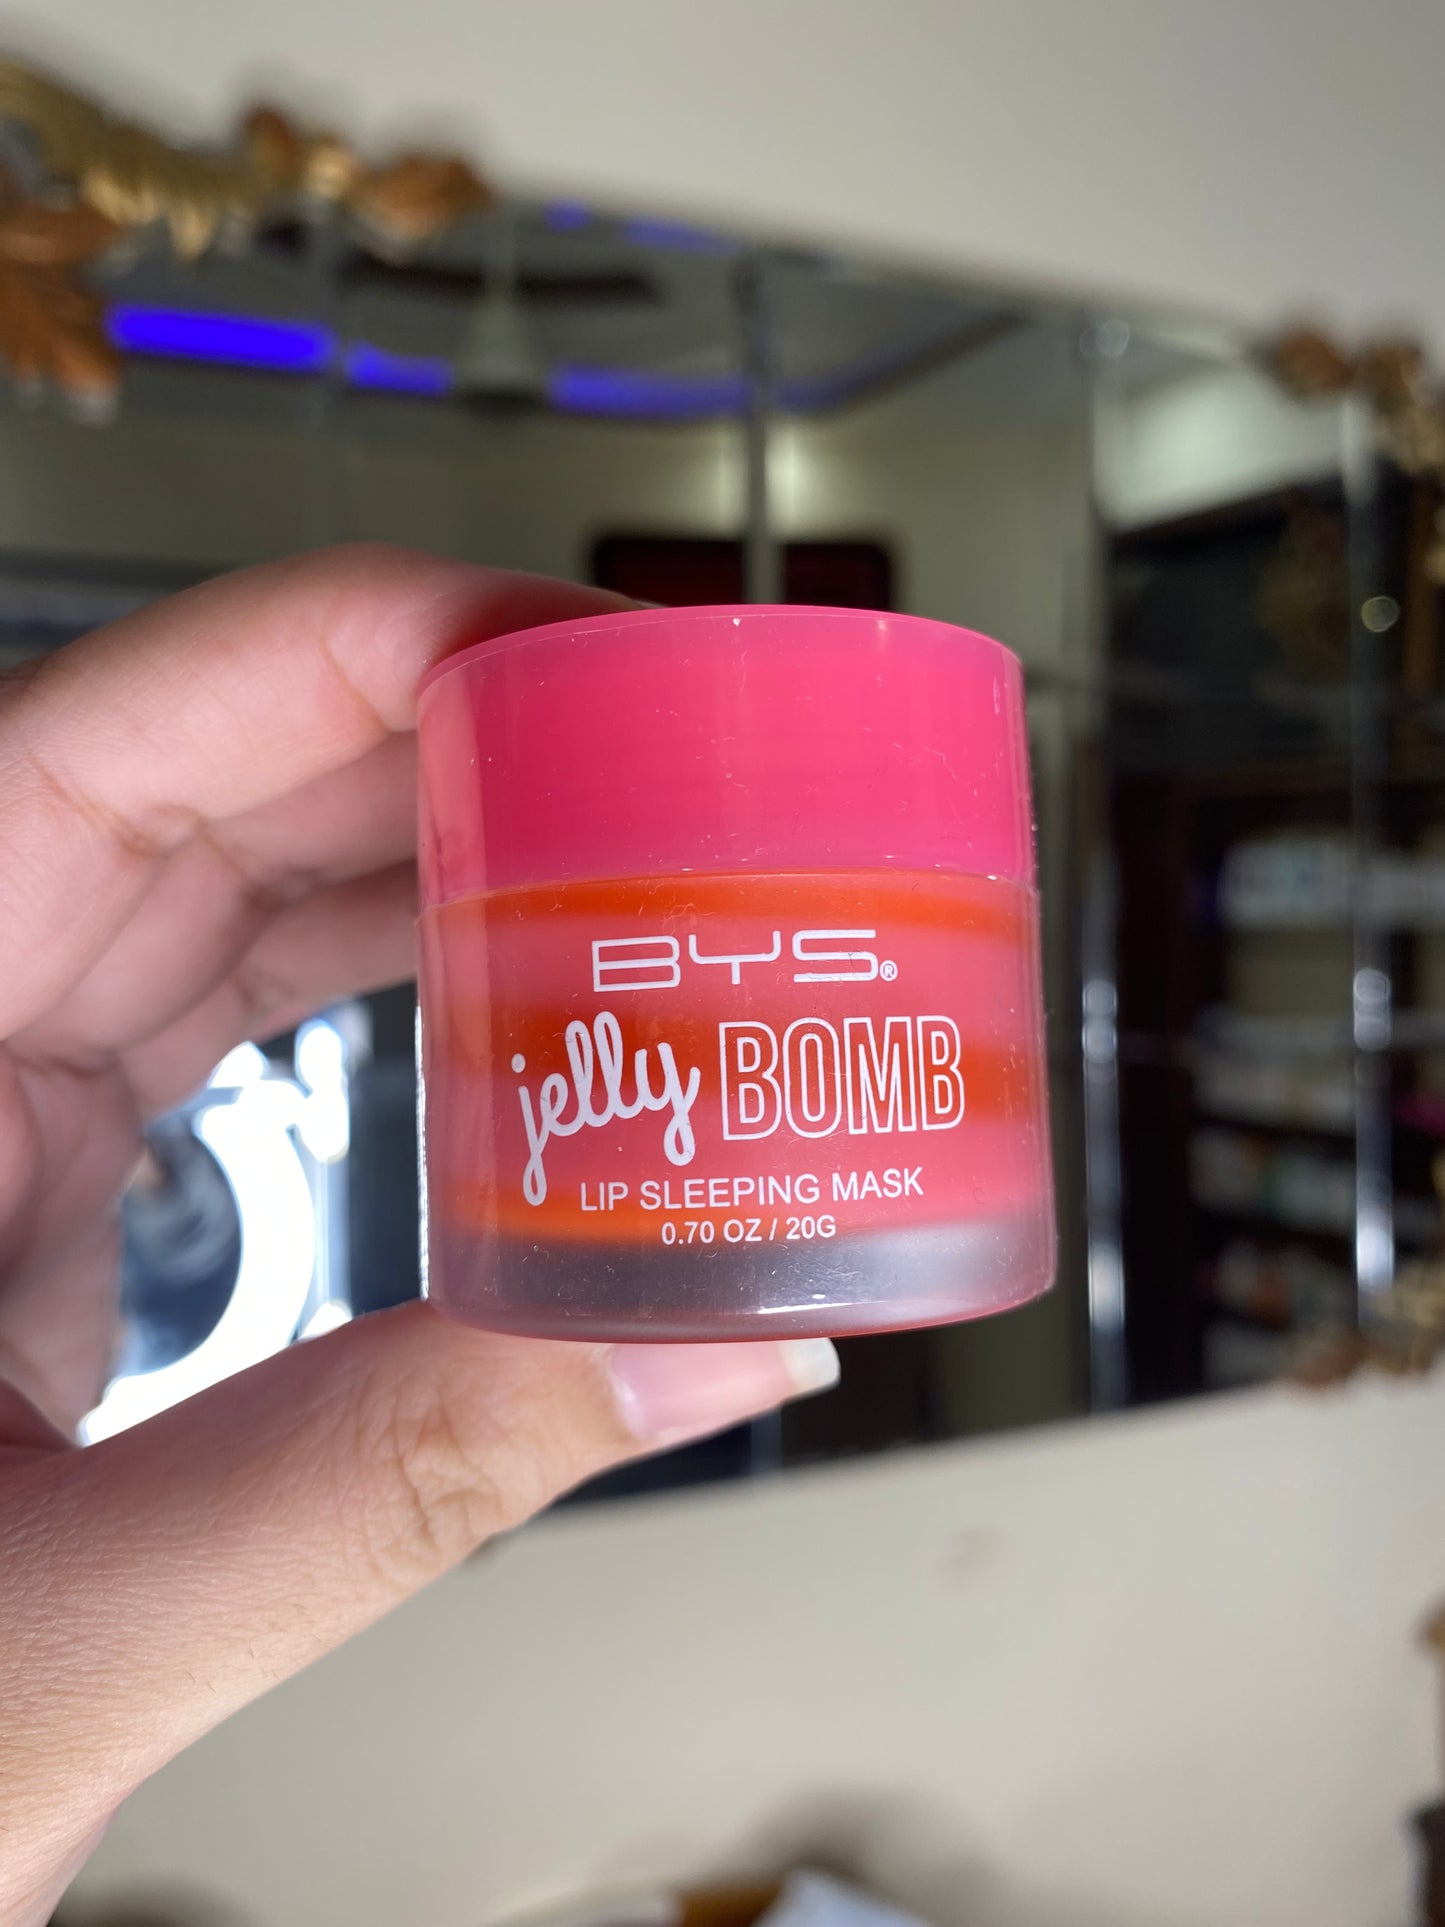 BYS®
jelly BOMB
LIP SLEEPING MASK
0.70 OZ / 20G